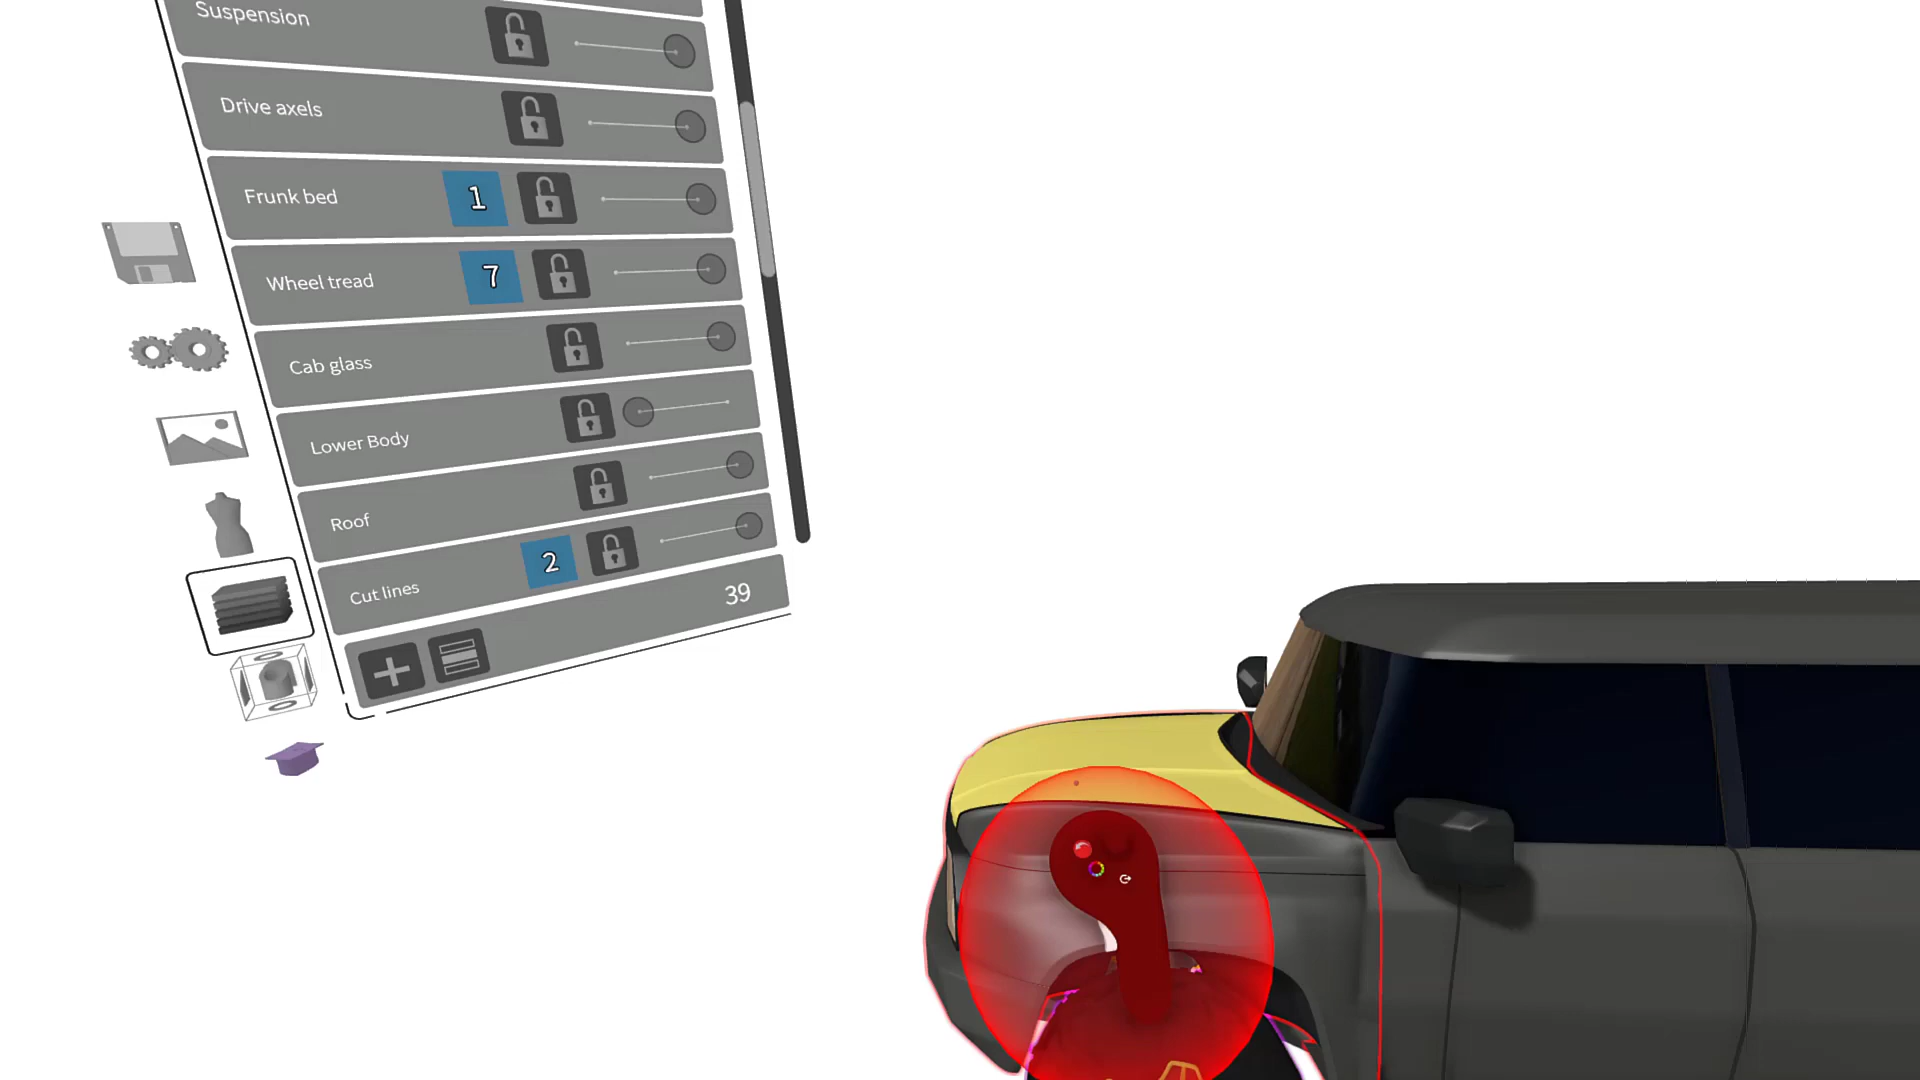 Suspension
Drive axels
Frunk bed 1
Wheel tread 7
Cab glass
Lower Body
Roof
Cut lines 2
39